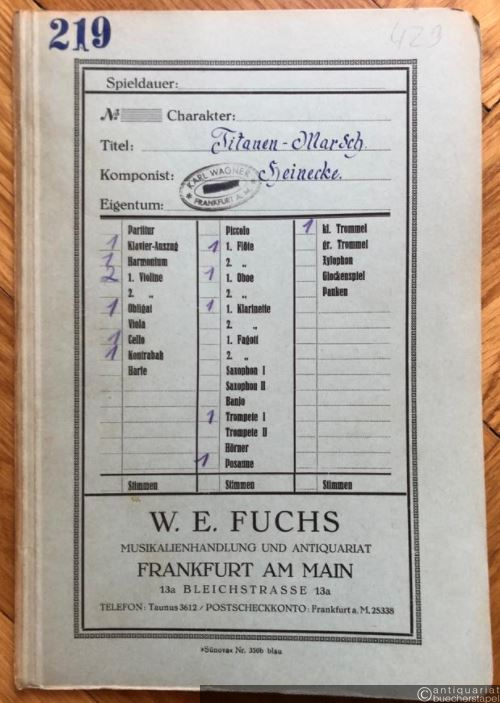 219
429
Spieldauer:
№ Charakter:
Titel: Titanen-Marsch.
Komponist: Heinecke.
KARL WAGNER
FRANKFURT A. M.
Eigentum:
Partitur
1 Klavier-Auszug
1 Harmonium
2 1. Violine
2. „
1 Obligat
Viola
1 Cello
1 Kontrabaß
Harfe
Stimmen
Piccolo
1 1. Flöte
2. „
1 1. Oboe
2. „
1 1. Klarinette
2. „
1. Fagott
2. „
Saxophon I
Saxophon II
Banjo
1 Trompete I
Trompete II
Hörner
1 Posaune
Stimmen
1 kl. Trommel
gr. Trommel
Xylophon
Glockenspiel
Pauken
Stimmen
W. E. FUCHS
MUSIKALIENHANDLUNG UND ANTIQUARIAT
FRANKFURT AM MAIN
13a BLEICHSTRASSE 13a
TELEFON: Taunus 3612 / POSTSCHECKKONTO: Frankfurt a. M. 25338
»Sünova« Nr. 350b blau
©antiquariat
buecherstapel